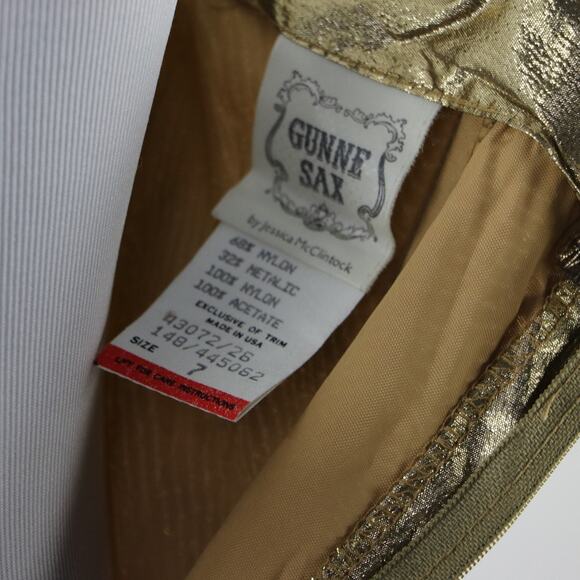 GUNNE
SAX
by Jessica McClintock
68% NYLON
32% METALIC
100% NYLON
100% ACETATE
EXCLUSIVE OF TRIM
MADE IN USA
43072/26
148/445062
SIZE 7
LIFT FOR CARE INSTRUCTIONS